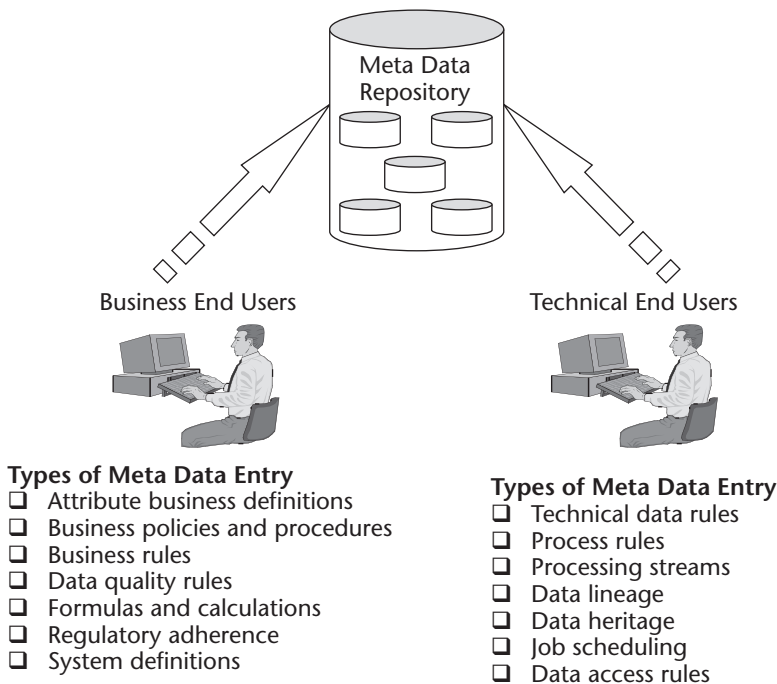 Meta Data
Repository
Business End Users
Technical End Users
Types of Meta Data Entry
❑ Attribute business definitions
❑ Business policies and procedures
❑ Business rules
❑ Data quality rules
❑ Formulas and calculations
❑ Regulatory adherence
❑ System definitions
Types of Meta Data Entry
❑ Technical data rules
❑ Process rules
❑ Processing streams
❑ Data lineage
❑ Data heritage
❑ Job scheduling
❑ Data access rules